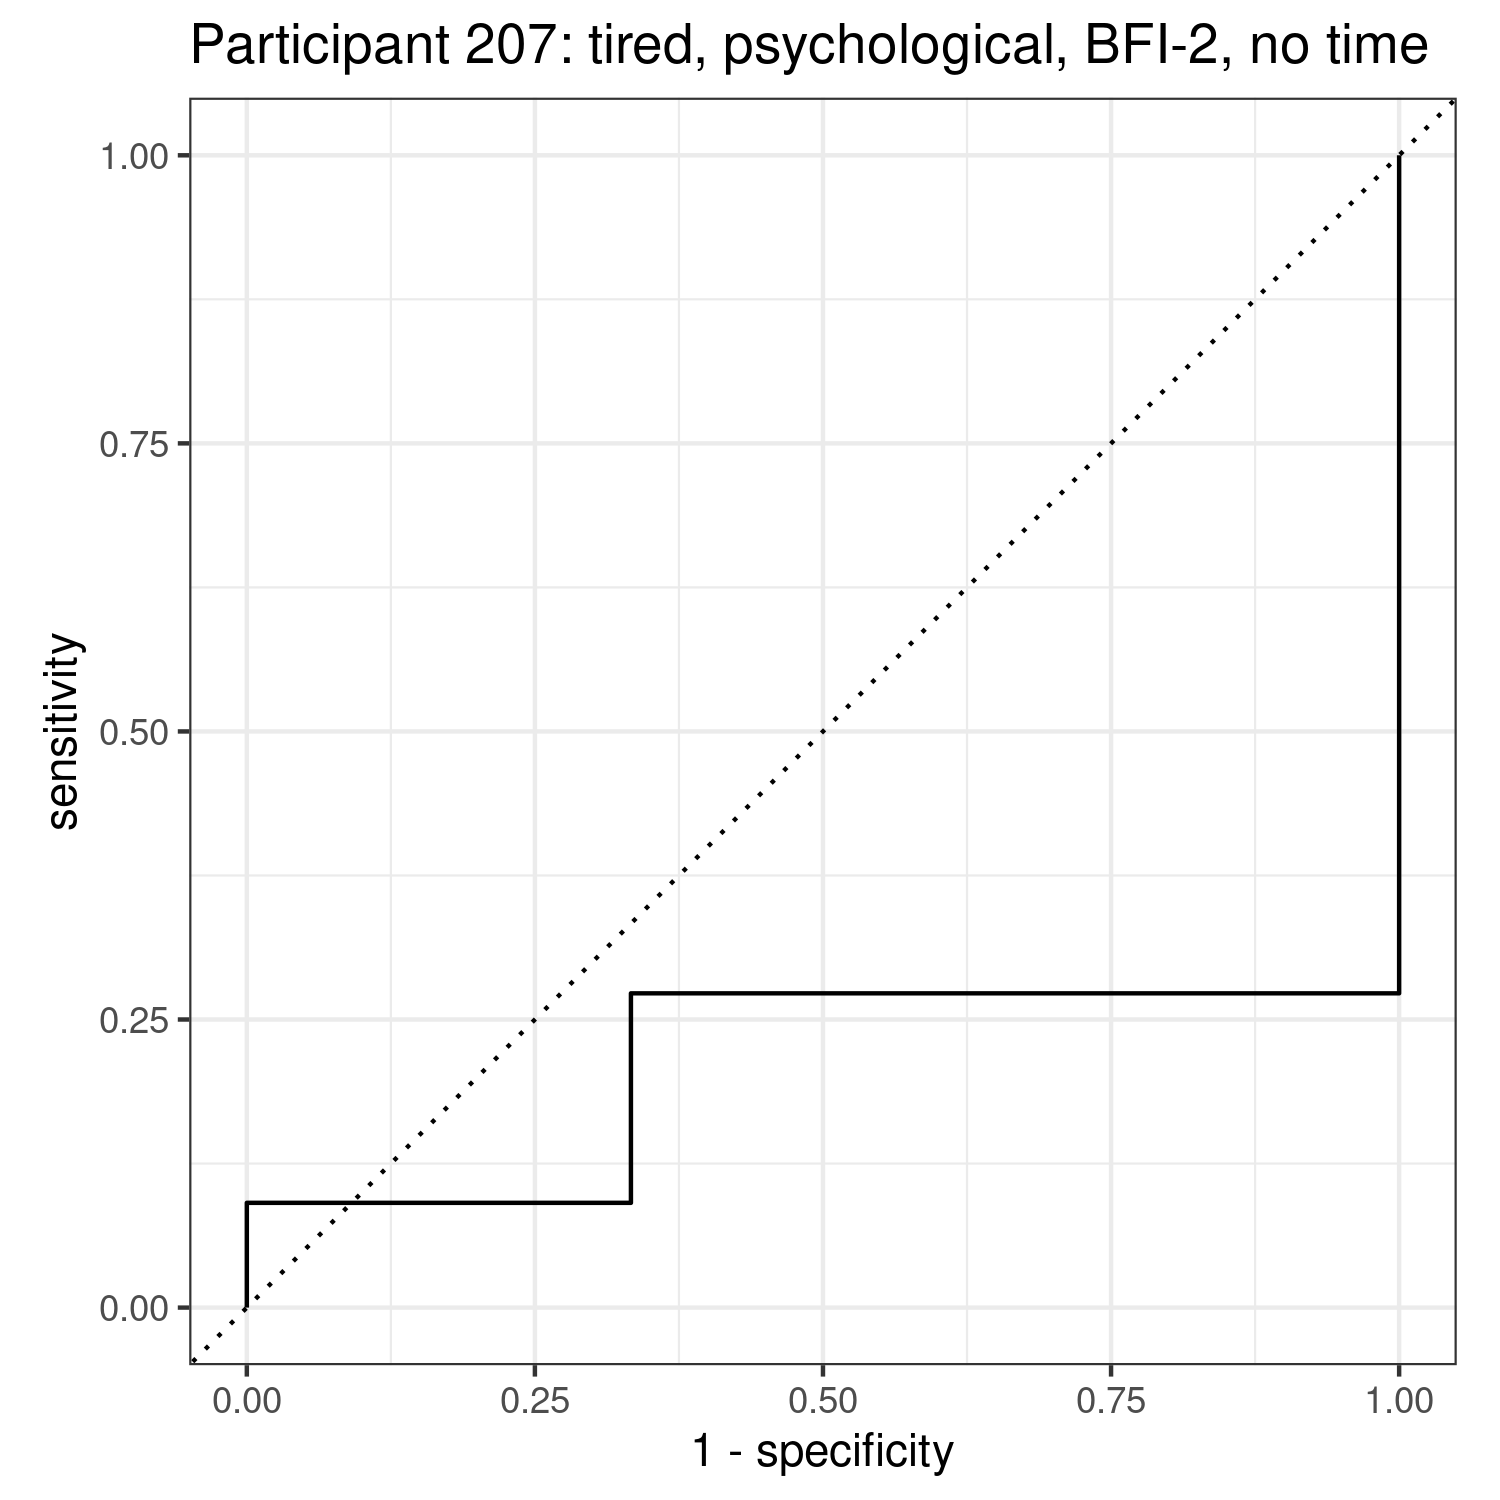 Participant 207: tired, psychological, BFI-2, no time
1.00
0.75
0.50
0.25
0.00
sensitivity
0.00 0.25 0.50 0.75 1.00
1 - specificity